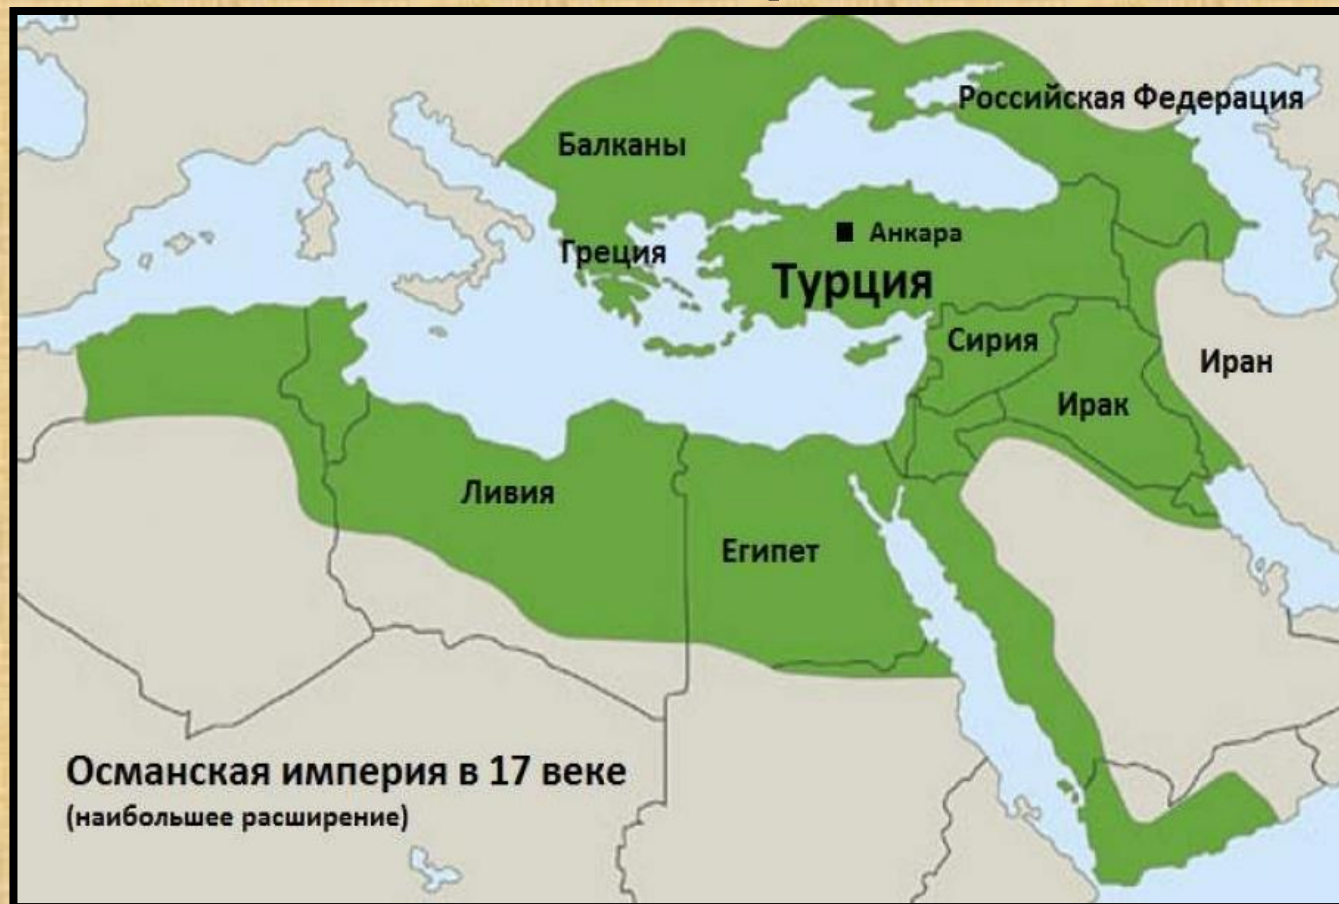 Российская Федерация
Балканы
Анкара
Греция
Турция
Сирия
Иран
Ирак
Ливия
Египет
Османская империя в 17 веке
(наибольшее расширение)